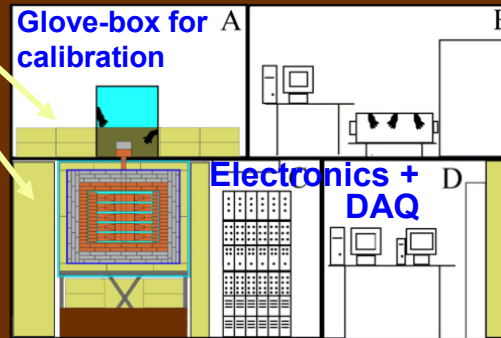 Glove-box for A
calibration
B
Electronics +
C
D
DAQ